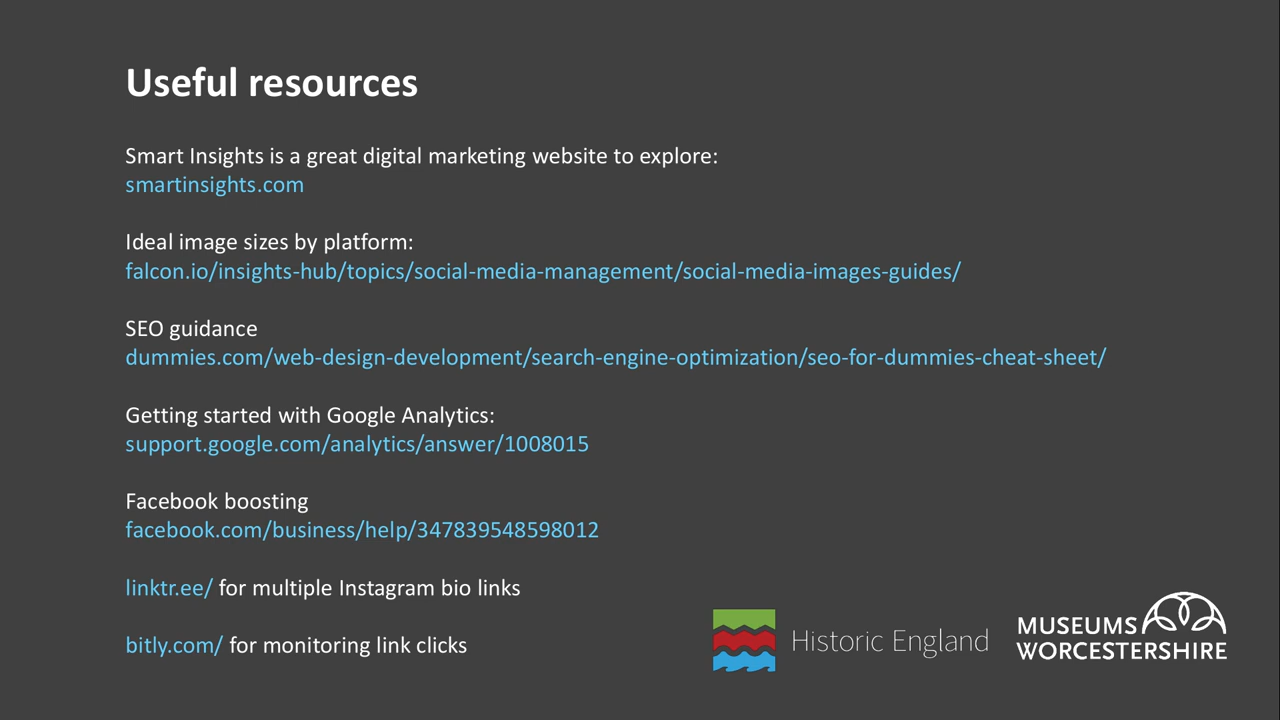 Useful resources
Smart Insights is a great digital marketing website to explore:
smartinsights.com
Ideal image sizes by platform:
falcon.io/insights-hub/topics/social-media-management/social-media-images-guides/
SEO guidance
dummies.com/web-design-development/search-engine-optimization/seo-for-dummies-cheat-sheet/
Getting started with Google Analytics:
support.google.com/analytics/answer/1008015
Facebook boosting
facebook.com/business/help/347839548598012
linktr.ee/ for multiple Instagram bio links
bitly.com/ for monitoring link clicks
Historic England
MUSEUMS
WORCESTERSHIRE